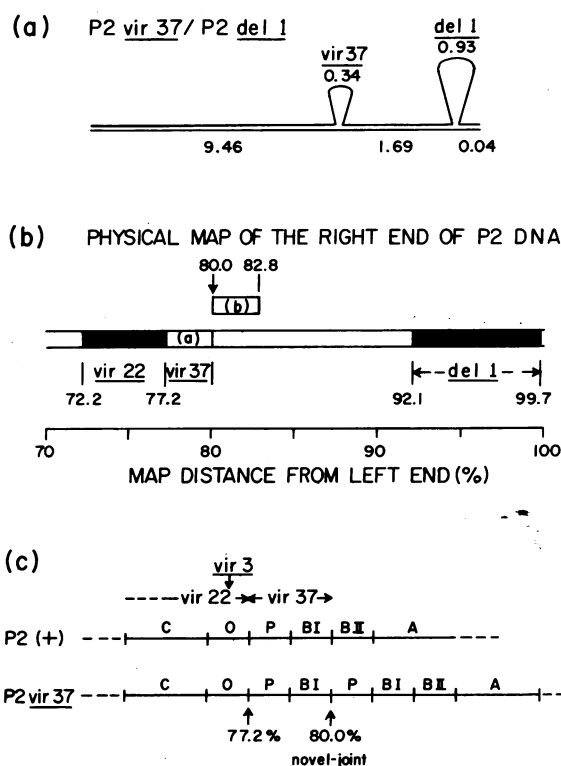 (a) P2 vir 37/ P2 del 1
del 1
0.93
vir37
0.34
9.46 1.69 0.04
(b) PHYSICAL MAP OF THE RIGHT END OF P2 DNA
80.0 82.8
(b)
(a)
vir 22 vir 37 del 1
72.2 77.2 92.1 99.7
70 80 90 100
MAP DISTANCE FROM LEFT END (%)
(c)
vir 3
vir 22 vir 37
P2 (+) C O P BI BII A
P2 vir 37 C O P BI P BI BII A
77.2% 80.0%
novel-joint